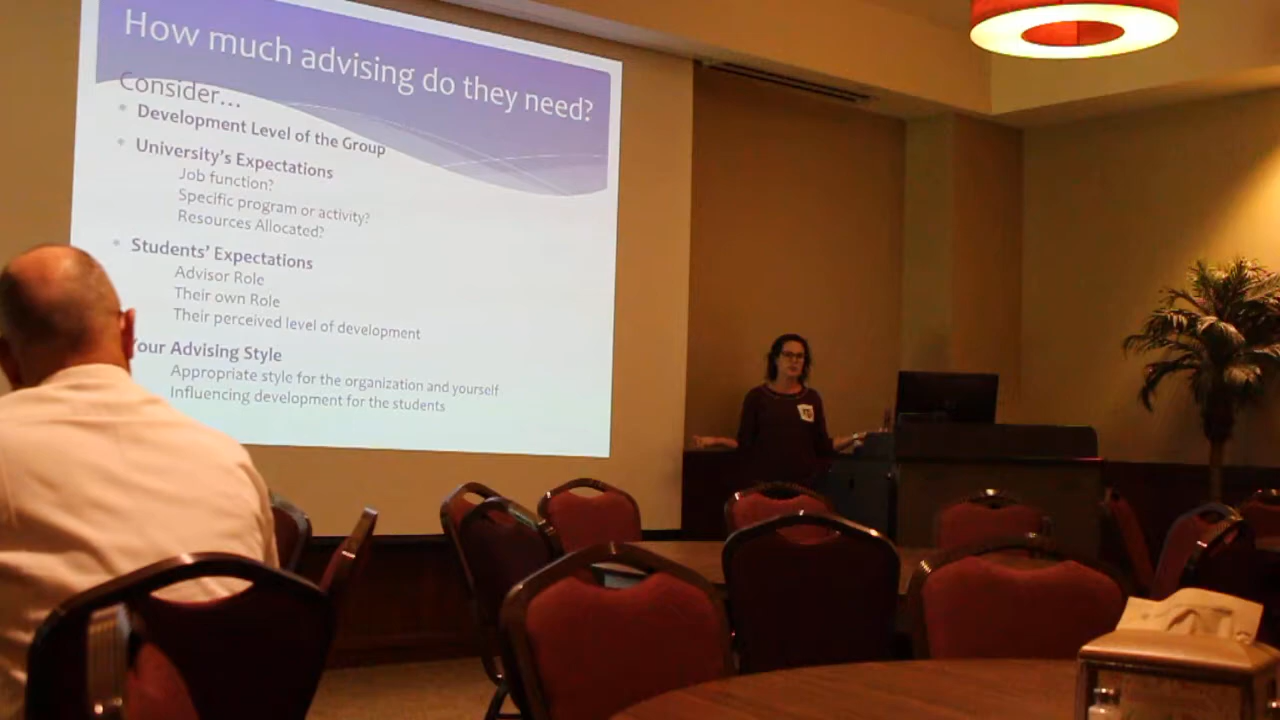 How much advising do they need?
Consider...
* Development Level of the Group
* University's Expectations
Job function?
Specific program or activity?
Resources Allocated?
* Students' Expectations
Advisor Role
Their own Role
Their perceived level of development
Your Advising Style
Appropriate style for the organization and yourself
Influencing development for the students